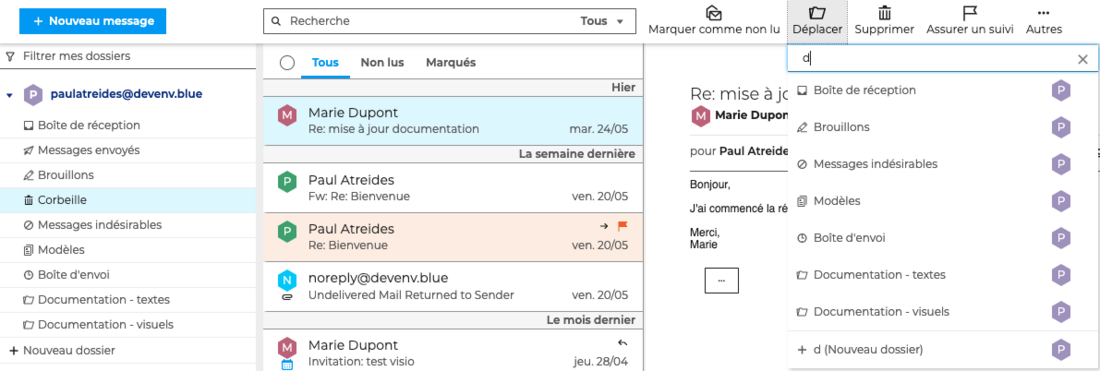 + Nouveau message
Recherche
Tous
Marquer comme non lu
Déplacer
Supprimer
Assurer un suivi
Autres
Filtrer mes dossiers
P paulatreides@devenv.blue
Boîte de réception
Messages envoyés
Brouillons
Corbeille
Messages indésirables
Modèles
Boîte d'envoi
Documentation - textes
Documentation - visuels
+ Nouveau dossier
Tous
Non lus
Marqués
Hier
M Marie Dupont
Re: mise à jour documentation mar. 24/05
La semaine dernière
P Paul Atreides
Fw: Re: Bienvenue ven. 20/05
P Paul Atreides
Re: Bienvenue ven. 20/05
N noreply@devenv.blue
Undelivered Mail Returned to Sender ven. 20/05
Le mois dernier
M Marie Dupont
Invitation: test visio jeu. 28/04
Re: mise à jo
M Marie Dupon
pour Paul Atreide
Bonjour,
J'ai commencé la ré
Merci,
Marie
...
d
Boîte de réception P
Brouillons P
Messages indésirables P
Modèles P
Boîte d'envoi P
Documentation - textes P
Documentation - visuels P
+ d (Nouveau dossier) P